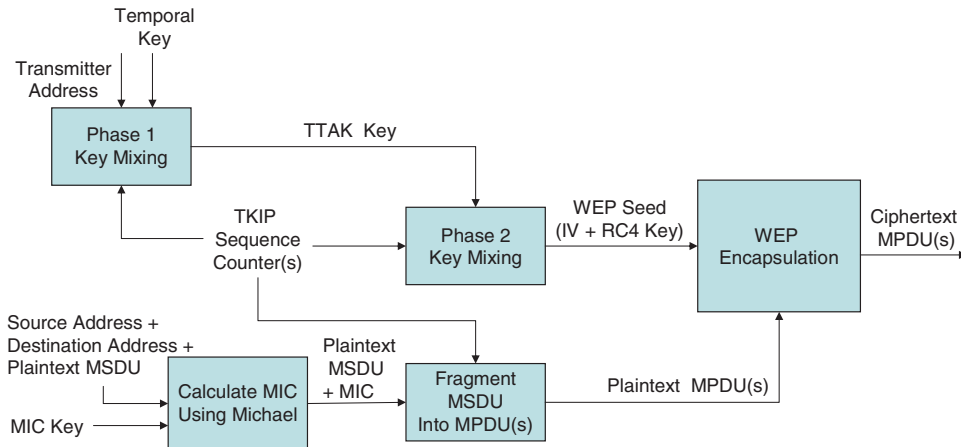 Temporal
Key
Transmitter
Address
Phase 1
Key Mixing
TTAK Key
TKIP
Sequence
Counter(s)
Phase 2
Key Mixing
WEP Seed
(IV + RC4 Key)
WEP
Encapsulation
Ciphertext
MPDU(s)
Source Address +
Destination Address +
Plaintext MSDU
MIC Key
Calculate MIC
Using Michael
Plaintext
MSDU
+ MIC
Fragment
MSDU
Into MPDU(s)
Plaintext MPDU(s)